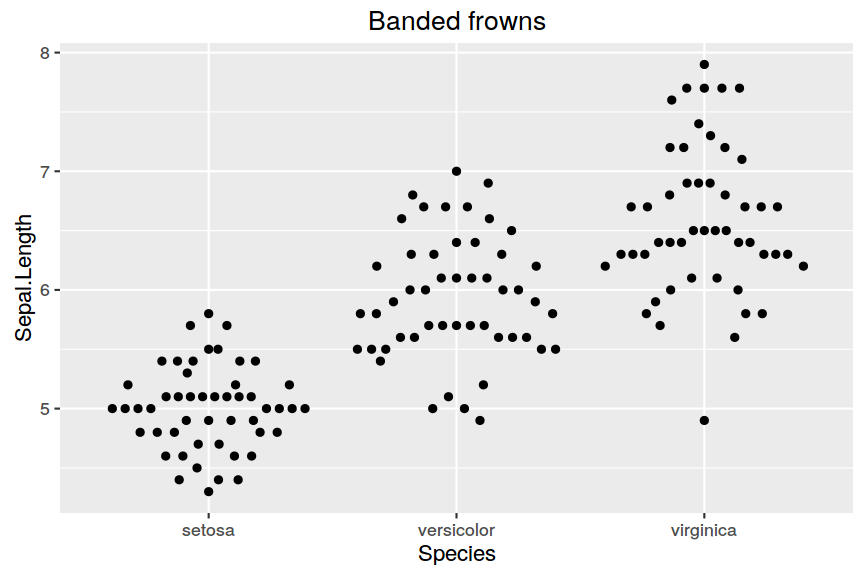 Banded frowns
8
7
6
5
Sepal.Length
setosa versicolor virginica
Species